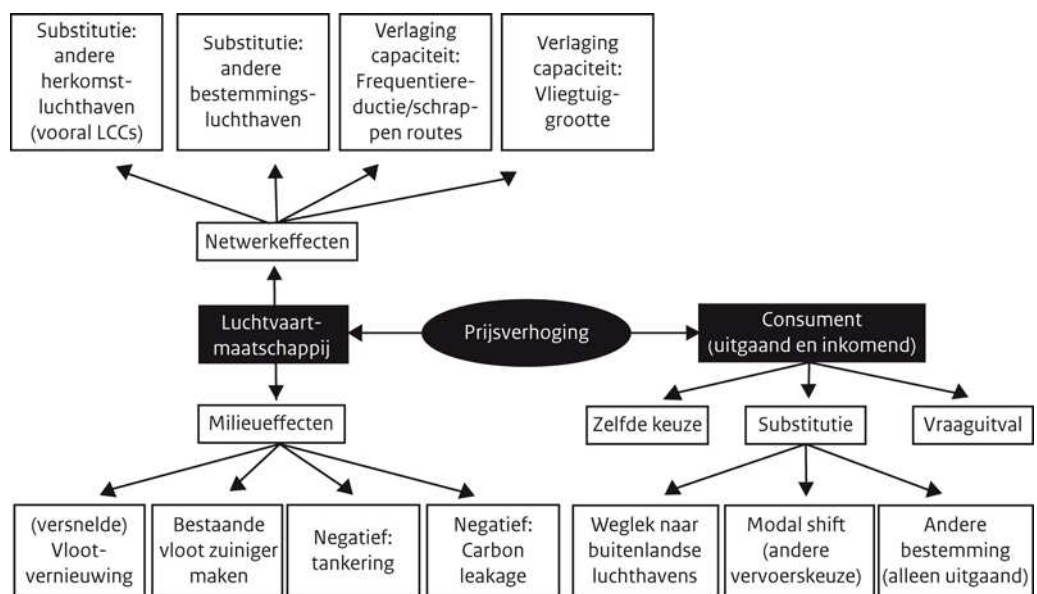 Substitutie:
andere
herkomst-
luchthaven
(vooral LCCs)
Substitutie:
andere
bestemmings-
luchthaven
Verlaging
capaciteit:
Frequentiere-
ductie/schrap-
pen routes
Verlaging
capaciteit:
Vliegtuig-
grootte
Netwerkeffecten
Luchtvaart-
maatschappij
Prijsverhoging
Consument
(uitgaand en inkomend)
Milieueffecten
Zelfde keuze
Substitutie
Vraaguitval
(versnelde)
Vloot-
vernieuwing
Bestaande
vloot zuiniger
maken
Negatief:
tankering
Negatief:
Carbon
leakage
Weglek naar
buitenlandse
luchthavens
Modal shift
(andere
vervoerskeuze)
Andere
bestemming
(alleen uitgaand)